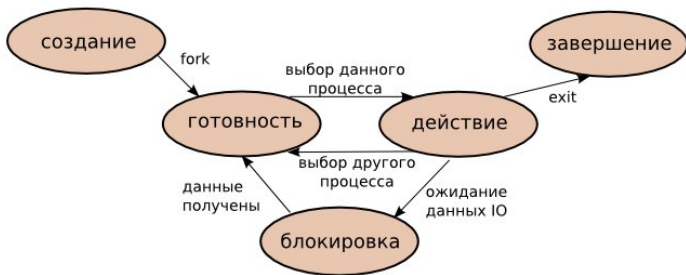 создание
завершение
fork
выбор данного
процесса
exit
готовность
действие
выбор другого
процесса
данные
получены
ожидание
данных IO
блокировка